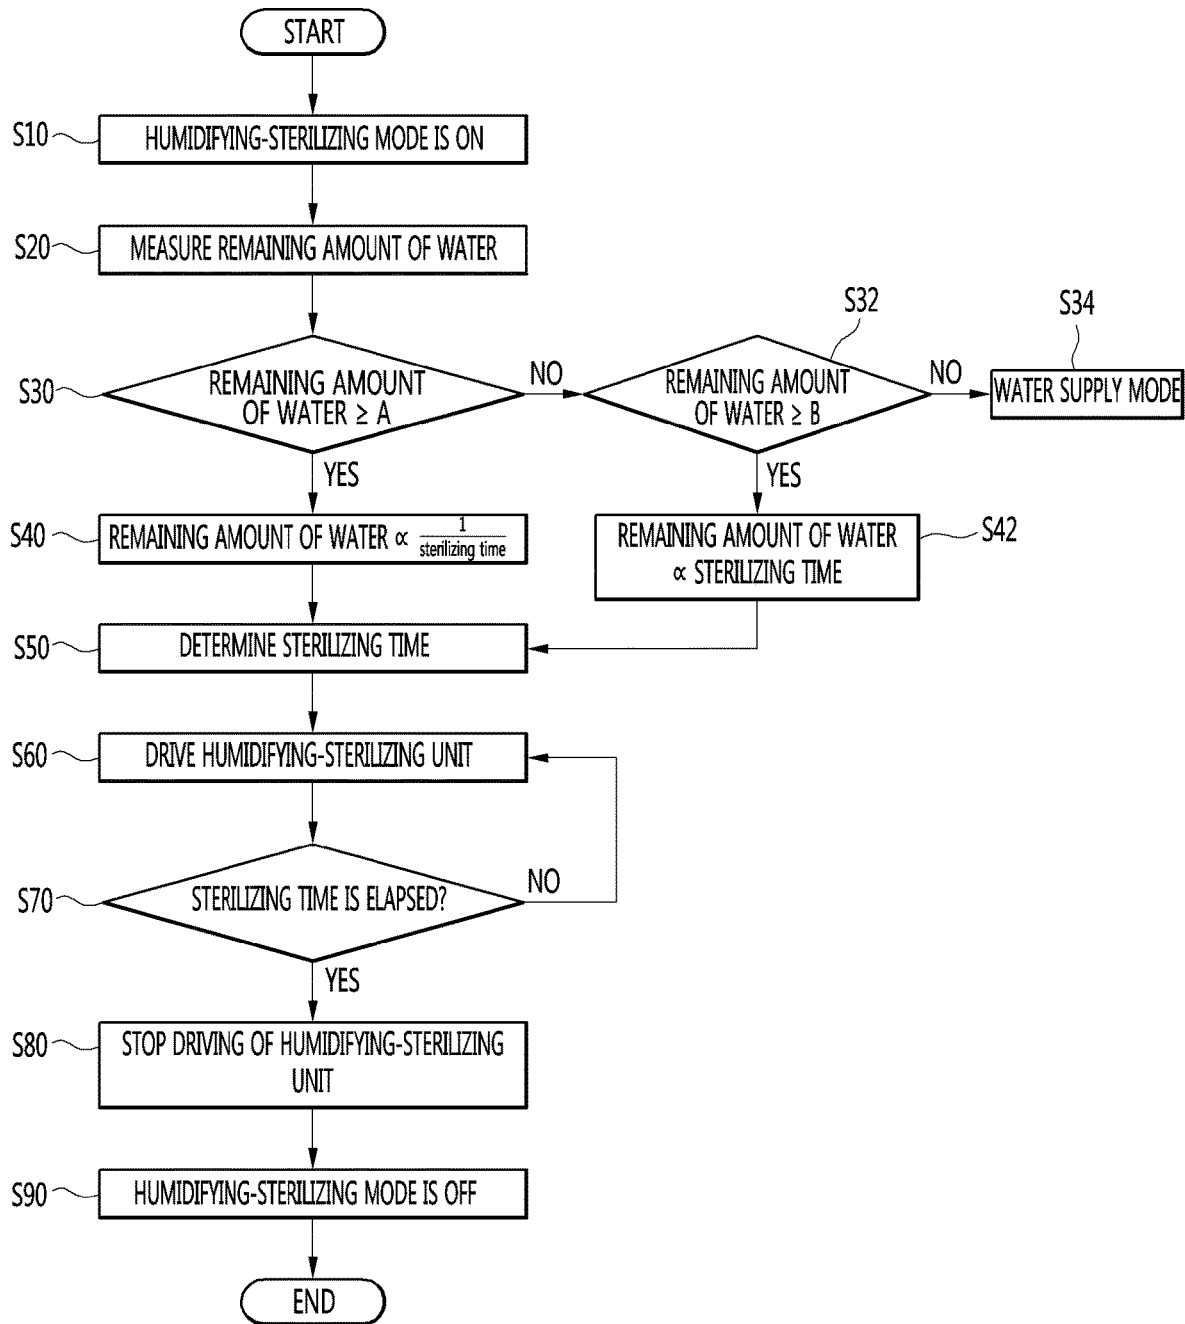 START
S10
HUMIDIFYING-STERILIZING MODE IS ON
S20
MEASURE REMAINING AMOUNT OF WATER
S30
REMAINING AMOUNT
OF WATER ≥ A
NO
S32
REMAINING AMOUNT
OF WATER ≥ B
NO
S34
WATER SUPPLY MODE
YES
YES
S40
REMAINING AMOUNT OF WATER ∝ 1/sterilizing time
S42
REMAINING AMOUNT OF WATER
∝ STERILIZING TIME
S50
DETERMINE STERILIZING TIME
S60
DRIVE HUMIDIFYING-STERILIZING UNIT
S70
STERILIZING TIME IS ELAPSED?
NO
YES
S80
STOP DRIVING OF HUMIDIFYING-STERILIZING
UNIT
S90
HUMIDIFYING-STERILIZING MODE IS OFF
END